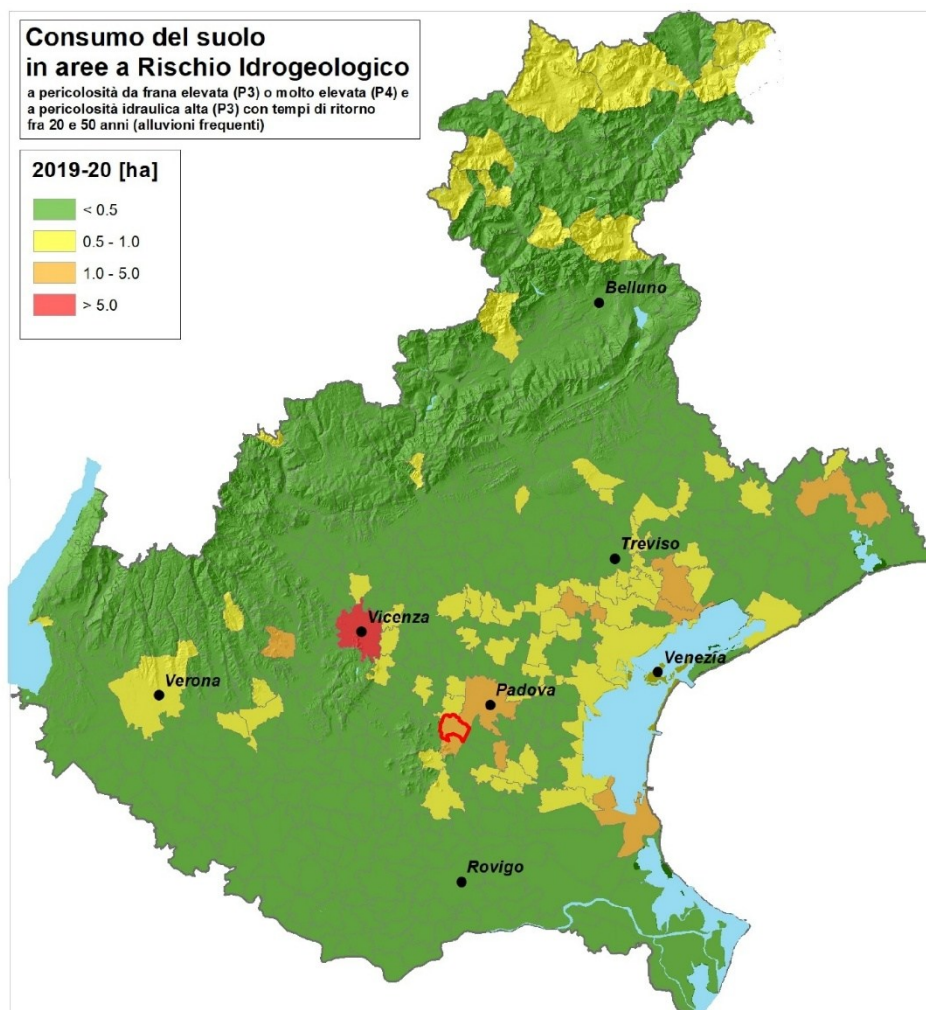 Consumo del suolo
in aree a Rischio Idrogeologico
a pericolosità da frana elevata (P3) o molto elevata (P4) e
a pericolosità idraulica alta (P3) con tempi di ritorno
fra 20 e 50 anni (alluvioni frequenti)
2019-20 [ha]
< 0.5
0.5 - 1.0
1.0 - 5.0
> 5.0
Belluno
Treviso
Vicenza
Venezia
Verona
Padova
Rovigo